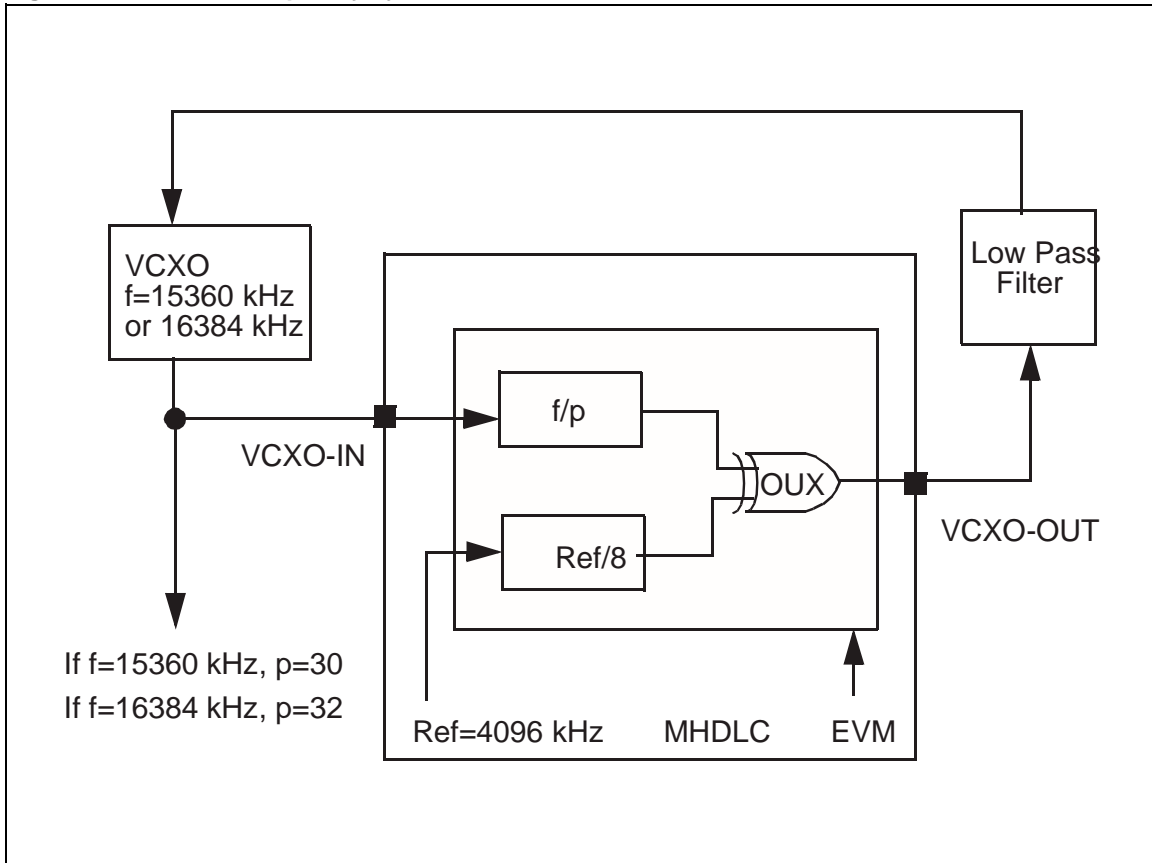 VCXO
f=15360 kHz
or 16384 kHz
Low Pass
Filter
f/p
VCXO-IN
OUX
Ref/8
VCXO-OUT
If f=15360 kHz, p=30
If f=16384 kHz, p=32
Ref=4096 kHz
MHDLC
EVM